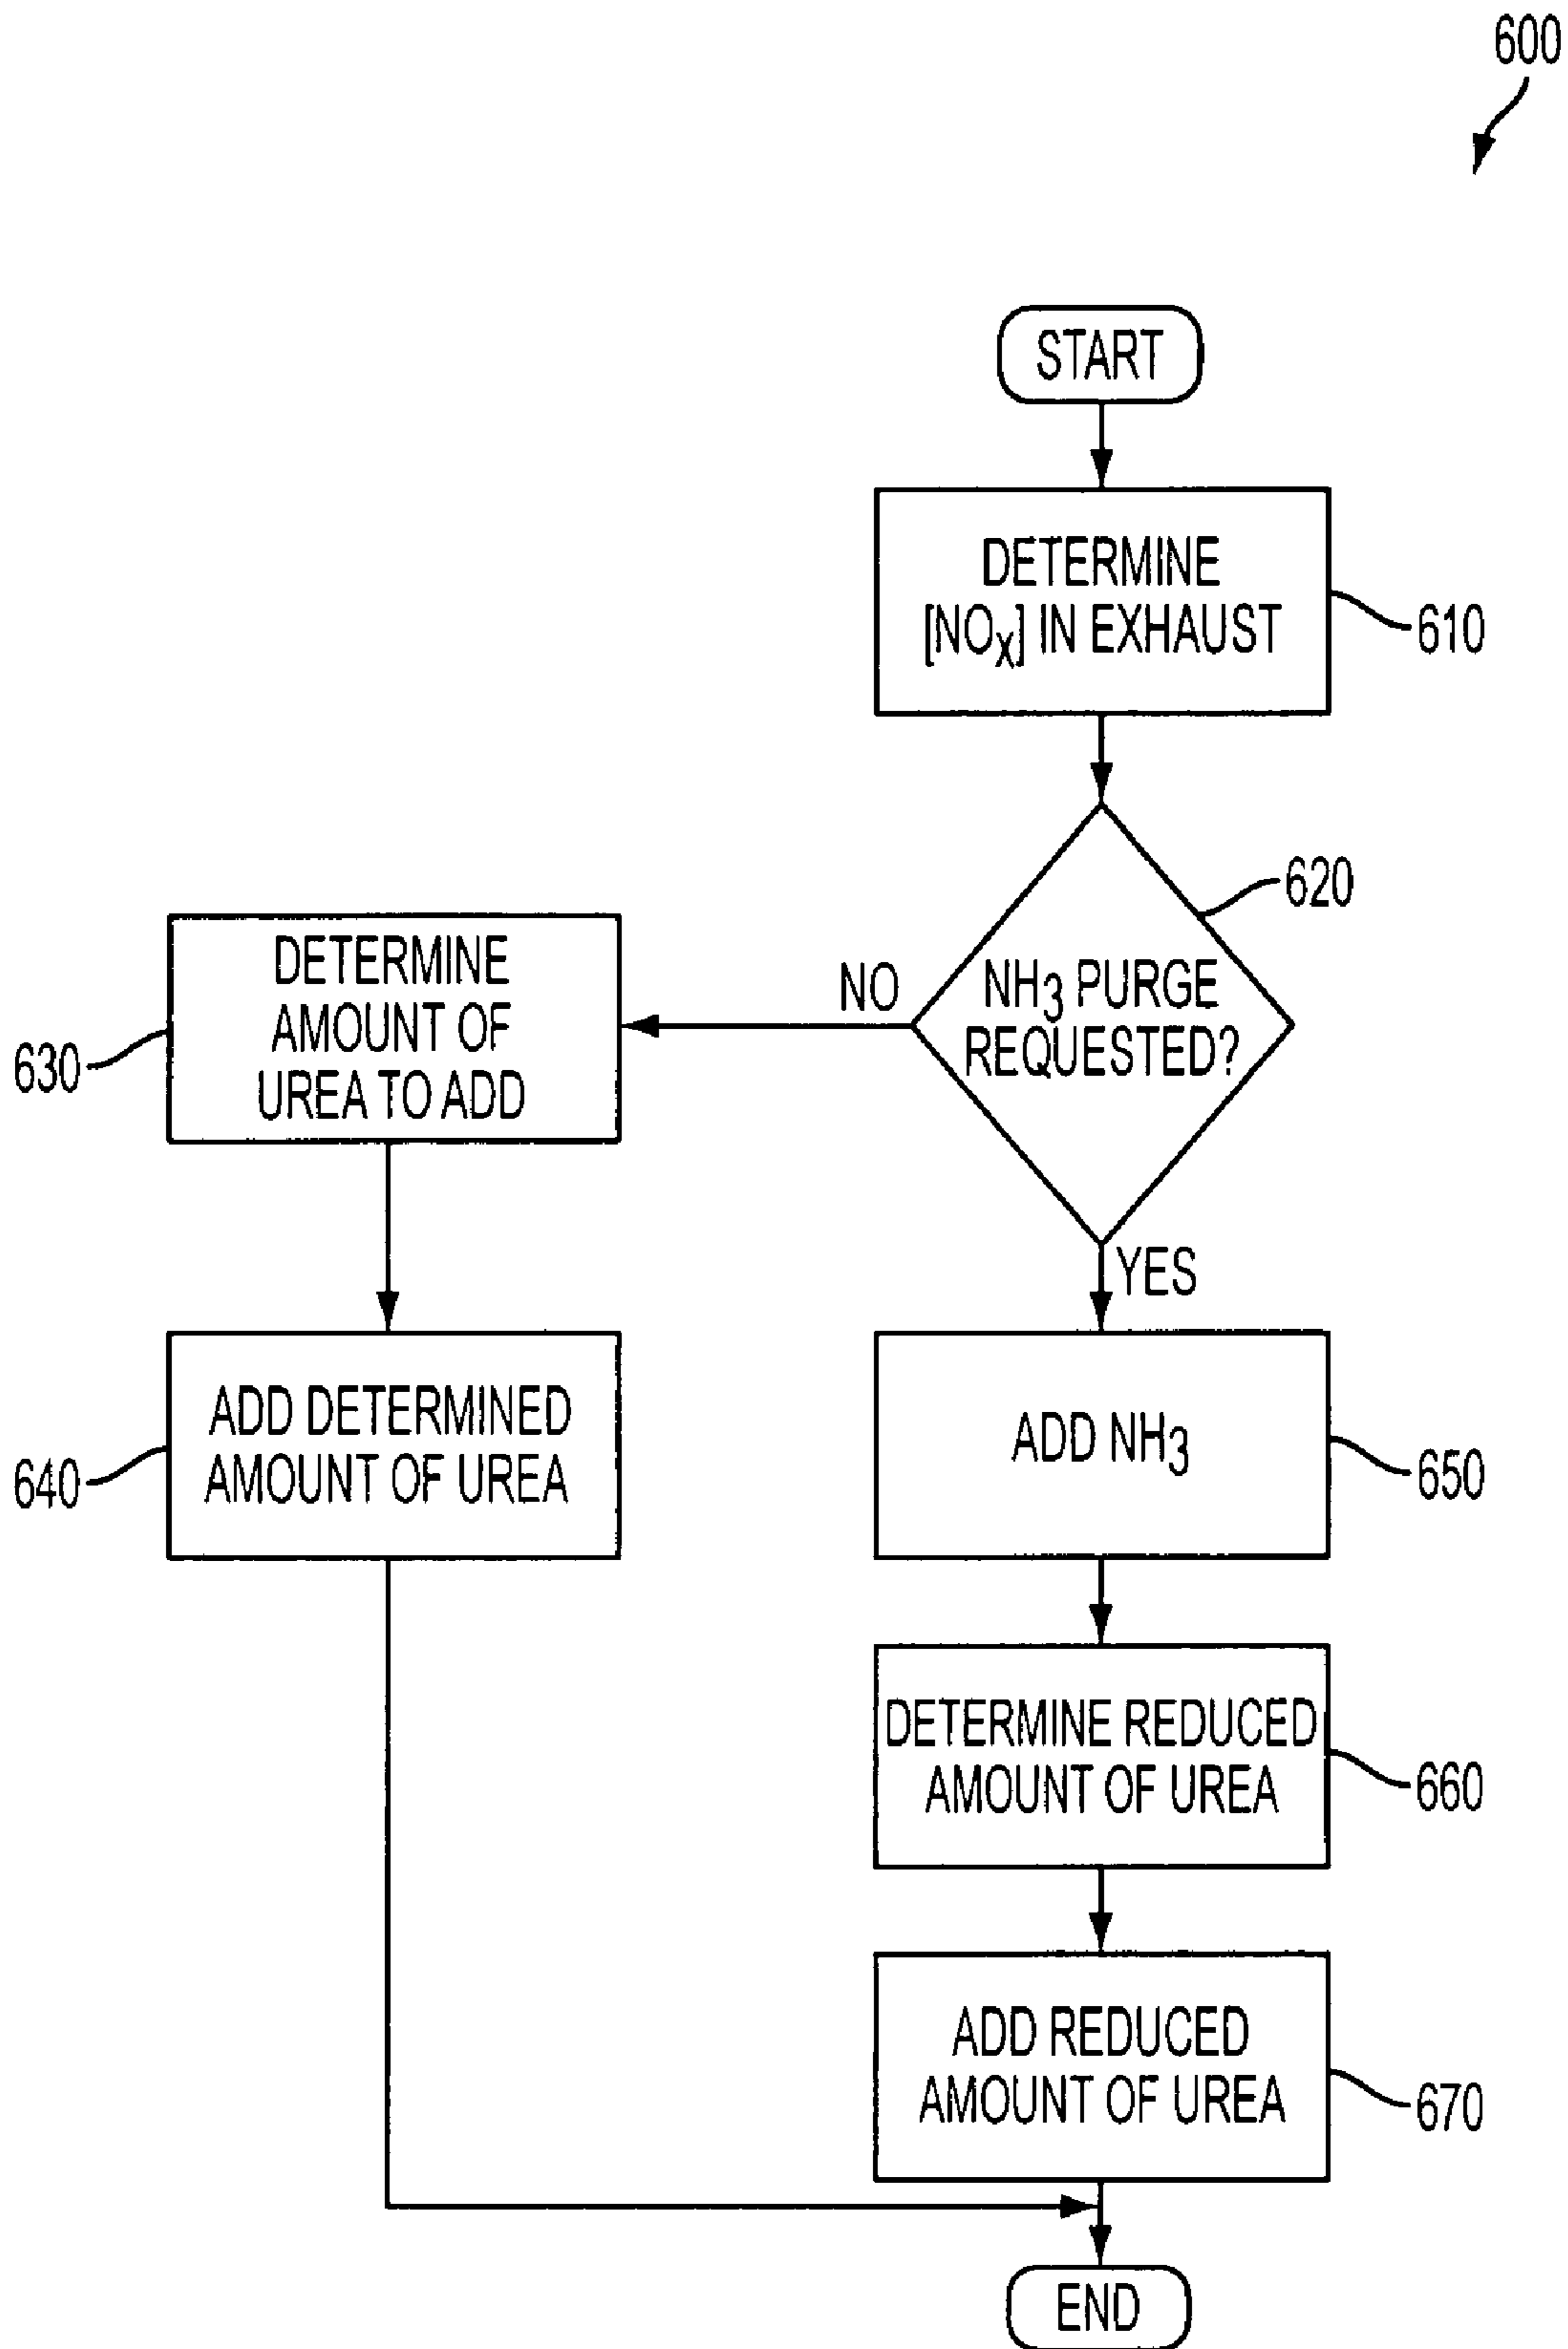 600
START
DETERMINE
[NOX] IN EXHAUST
610
620
NH3 PURGE
REQUESTED?
NO
YES
DETERMINE
AMOUNT OF
UREA TO ADD
630
ADD DETERMINED
AMOUNT OF UREA
640
ADD NH3
650
DETERMINE REDUCED
AMOUNT OF UREA
660
ADD REDUCED
AMOUNT OF UREA
670
END